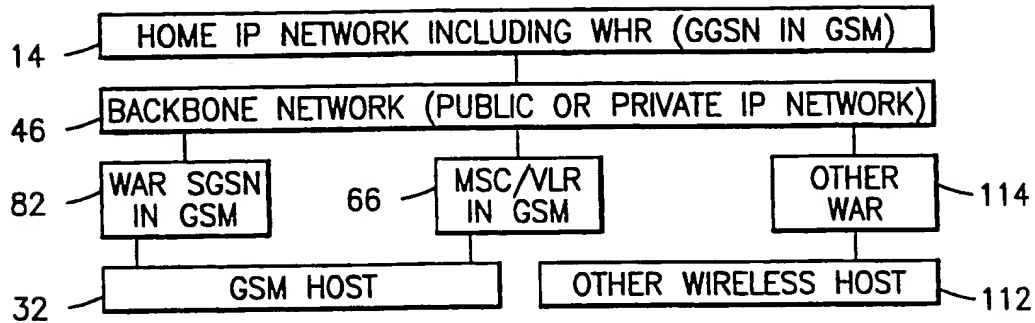 HOME IP NETWORK INCLUDING WHR (GGSN IN GSM)
14
BACKBONE NETWORK (PUBLIC OR PRIVATE IP NETWORK)
46
WAR SGSN
IN GSM
82
MSC/VLR
IN GSM
66
OTHER
WAR
114
GSM HOST
32
OTHER WIRELESS HOST
112